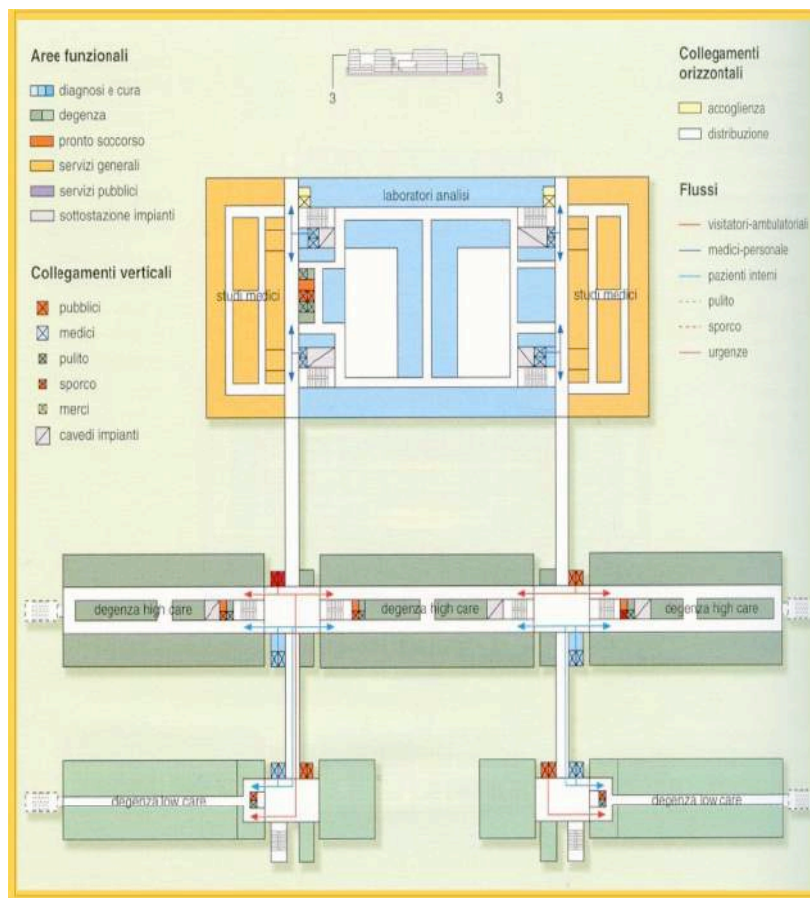 Aree funzionali
diagnosi e cura
degenza
pronto soccorso
servizi generali
servizi pubblici
sottostazione impianti
Collegamenti verticali
pubblici
medici
pulito
sporco
merci
cavedi impianti
3
3
Collegamenti
orizzontali
accoglienza
distribuzione
Flussi
visitatori-ambulatoriali
medici-personale
pazienti interni
pulito
sporco
urgenze
laboratori analisi
studi medici
studi medici
degenza high care
degenza high care
degenza high care
degenza low care
degenza low care